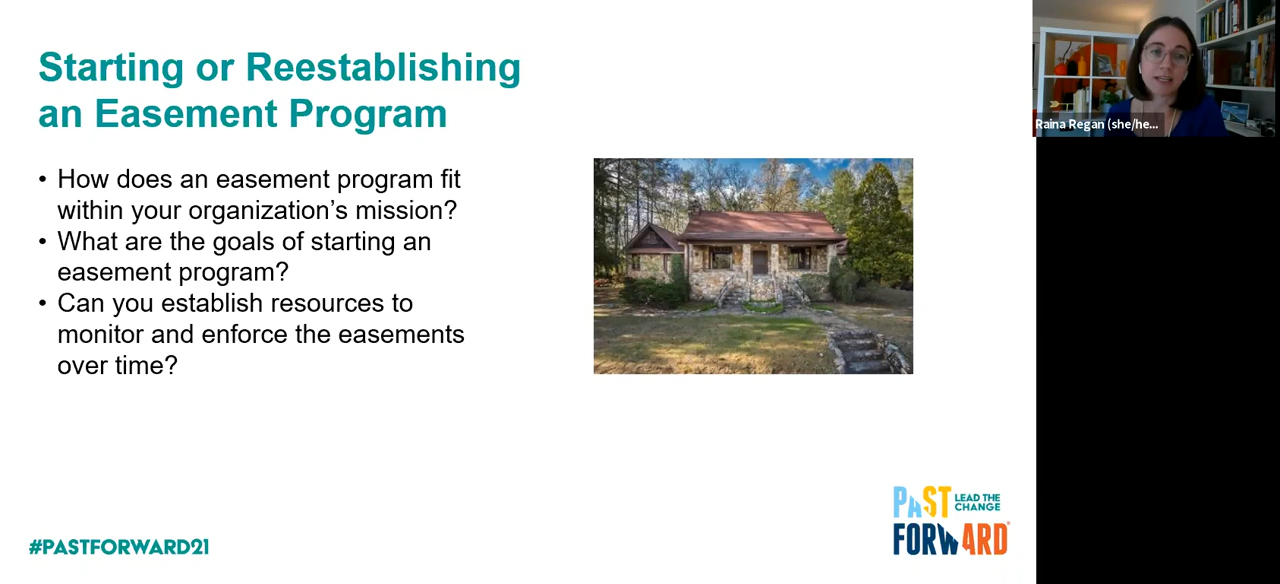 Starting or Reestablishing
an Easement Program
• How does an easement program fit
within your organization’s mission?
• What are the goals of starting an
easement program?
• Can you establish resources to
monitor and enforce the easements
over time?
#PASTFORWARD21
PAST LEAD THE
CHANGE
FORWARD®
Raina Regan (she/he...